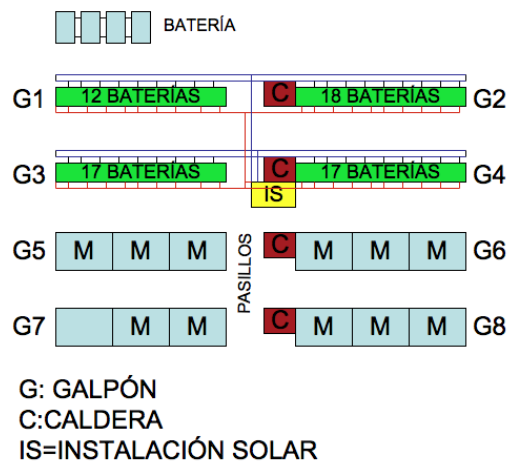 BATERÍA
G1 12 BATERÍAS C 18 BATERÍAS G2
G3 17 BATERÍAS C 17 BATERÍAS G4
IS
G5 M M M C M M M G6
PASILLOS
G7 M M C M M M G8
G: GALPÓN
C:CALDERA
IS=INSTALACIÓN SOLAR